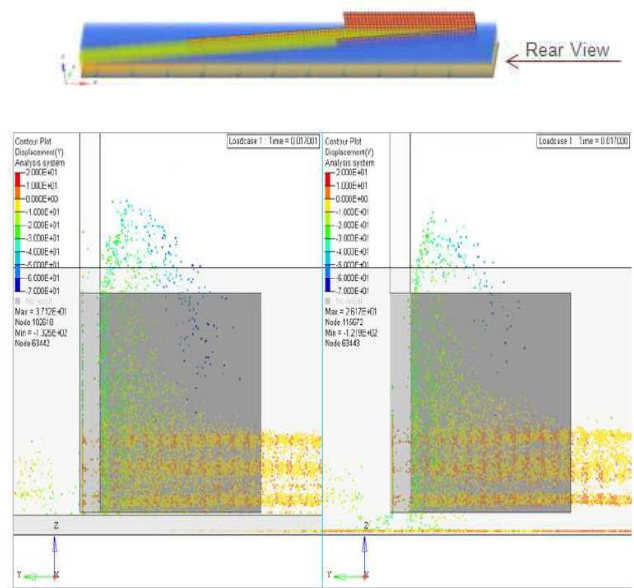 Rear View
Contour Plot
Displacement(Y)
Analysis system
2.000E+01
1.000E+01
0.000E+00
-1.000E+01
-2.000E+01
-3.000E+01
-4.000E+01
-5.000E+01
-6.000E+01
-7.000E+01
No result
Max = 3.712E+01
Node 102618
Min = -1.325E+02
Node 63442
Loadcase 1 : Time = 0.017001
Z
Y
X
Contour Plot
Displacement(Y)
Analysis system
2.000E+01
1.000E+01
0.000E+00
-1.000E+01
-2.000E+01
-3.000E+01
-4.000E+01
-5.000E+01
-6.000E+01
-7.000E+01
No result
Max = 2.617E+01
Node 116672
Min = -1.219E+02
Node 63443
Loadcase 1 : Time = 0.017000
Z
Y
X